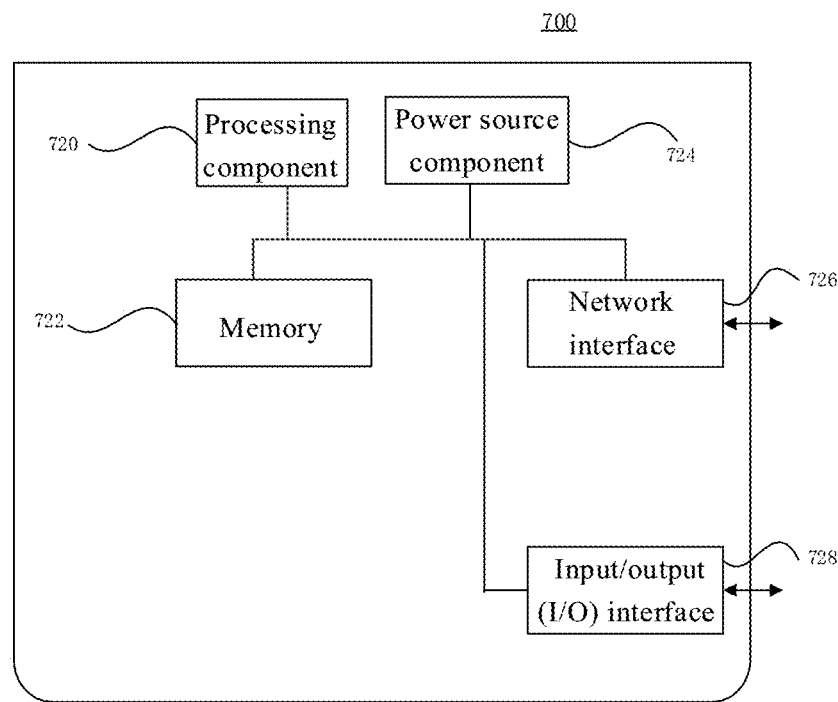 700
Processing
component
720
Power source
component
724
Memory
722
Network
interface
726
Input/output
(I/O) interface
728